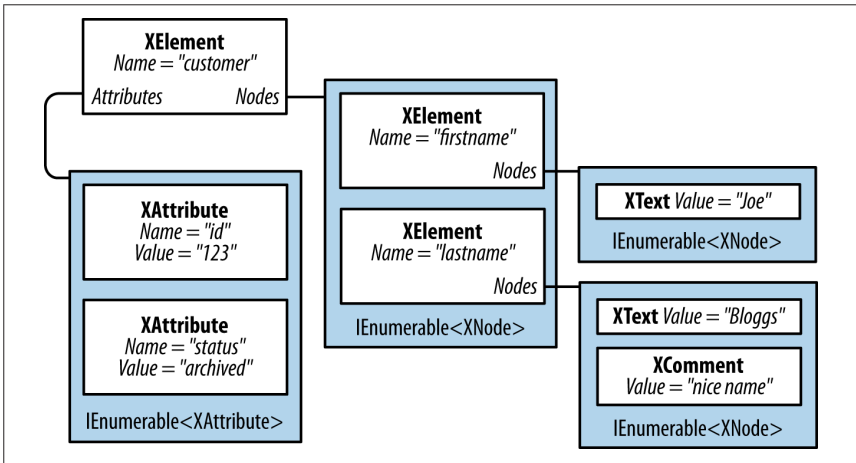 XElement
Name = "customer"
Attributes Nodes
XAttribute
Name = "id"
Value = "123"
XAttribute
Name = "status"
Value = "archived"
IEnumerable<XAttribute>
XElement
Name = "firstname"
Nodes
XElement
Name = "lastname"
Nodes
IEnumerable<XNode>
XText Value = "Joe"
IEnumerable<XNode>
XText Value = "Bloggs"
XComment
Value = "nice name"
IEnumerable<XNode>